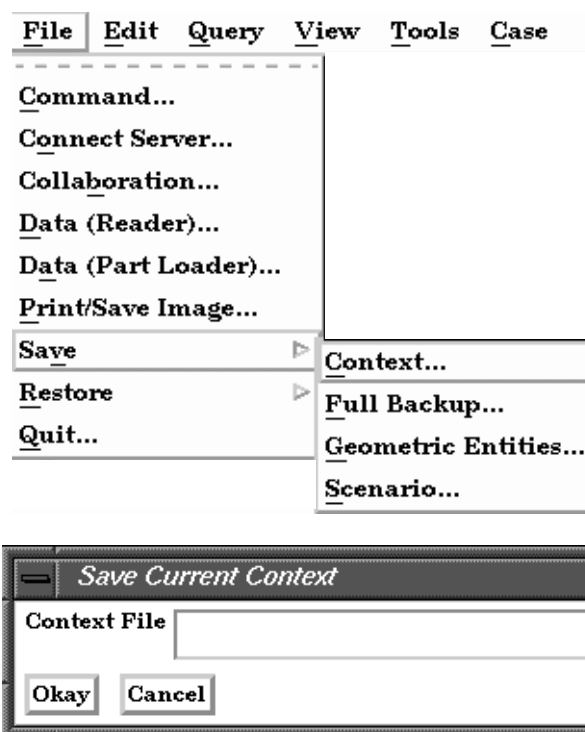 File Edit Query View Tools Case
Command...
Connect Server...
Collaboration...
Data (Reader)...
Data (Part Loader)...
Print/Save Image...
Save
Restore
Quit...
Context...
Full Backup...
Geometric Entities...
Scenario...
Save Current Context
Context File
Okay Cancel